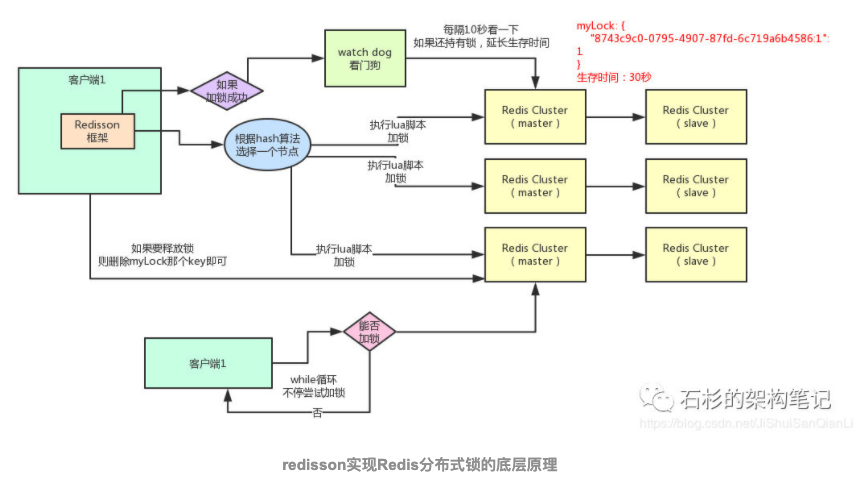 每隔10秒看一下
如果还持有锁，延长生存时间
myLock: {
"8743c9c0-0795-4907-87fd-6c719a6b4586:1":
1
}
生存时间：30秒
watch dog
看门狗
客户端1
如果
加锁成功
Redisson
框架
根据hash算法
选择一个节点
执行lua脚本
加锁
Redis Cluster
（ master ）
Redis Cluster
（ slave ）
执行lua脚本
加锁
Redis Cluster
（ master ）
Redis Cluster
（ slave ）
如果要释放锁
则删除myLock那个key即可
执行lua脚本
加锁
Redis Cluster
（ master ）
Redis Cluster
（ slave ）
能否
加锁
客户端1
while循环
不停尝试加锁
否
石杉的架构笔记
https://blog.csdn.net/JiShuiSanQianLi
redisson实现Redis分布式锁的底层原理